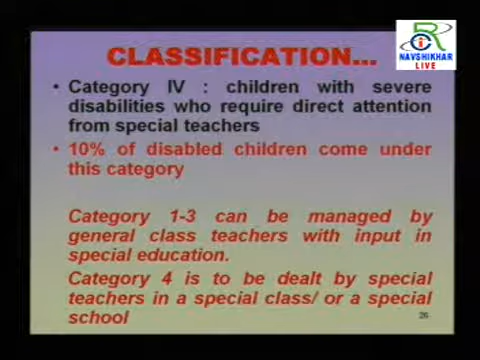 NAVSHIKHAR
LIVE
CLASSIFICATION...
• Category IV : children with severe
disabilities who require direct attention
from special teachers
• 10% of disabled children come under
this category
Category 1-3 can be managed by
general class teachers with input in
special education.
Category 4 is to be dealt by special
teachers in a special class/ or a special
school
26